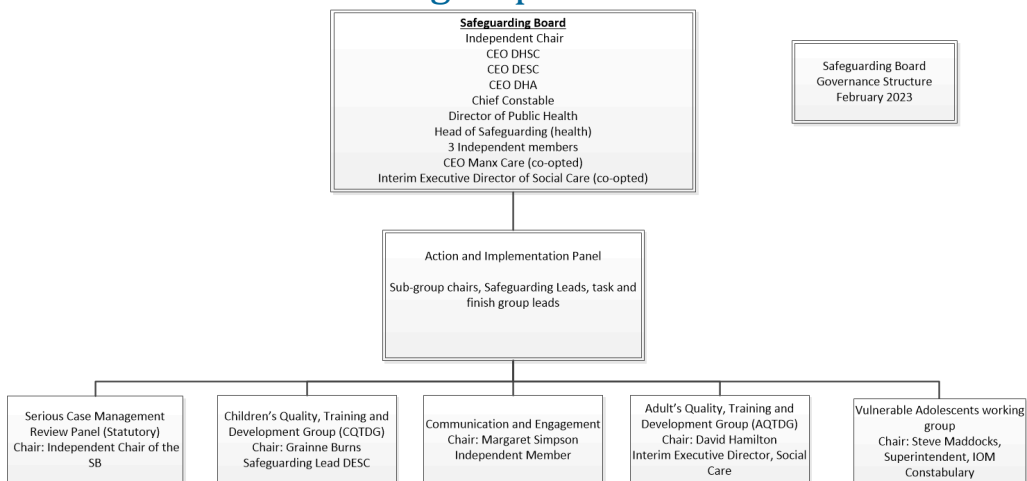 Safeguarding Board
Independent Chair
CEO DHSC
CEO DESC
CEO DHA
Chief Constable
Director of Public Health
Head of Safeguarding (health)
3 Independent members
CEO Manx Care (co-opted)
Interim Executive Director of Social Care (co-opted)
Safeguarding Board
Governance Structure
February 2023
Action and Implementation Panel
Sub-group chairs, Safeguarding Leads, task and
finish group leads
Serious Case Management
Review Panel (Statutory)
Chair: Independent Chair of the
SB
Children’s Quality, Training and
Development Group (CQTDG)
Chair: Grainne Burns
Safeguarding Lead DESC
Communication and Engagement
Chair: Margaret Simpson
Independent Member
Adult’s Quality, Training and
Development Group (AQTDG)
Chair: David Hamilton
Interim Executive Director, Social
Care
Vulnerable Adolescents working
group
Chair: Steve Maddocks,
Superintendent, IOM
Constabulary